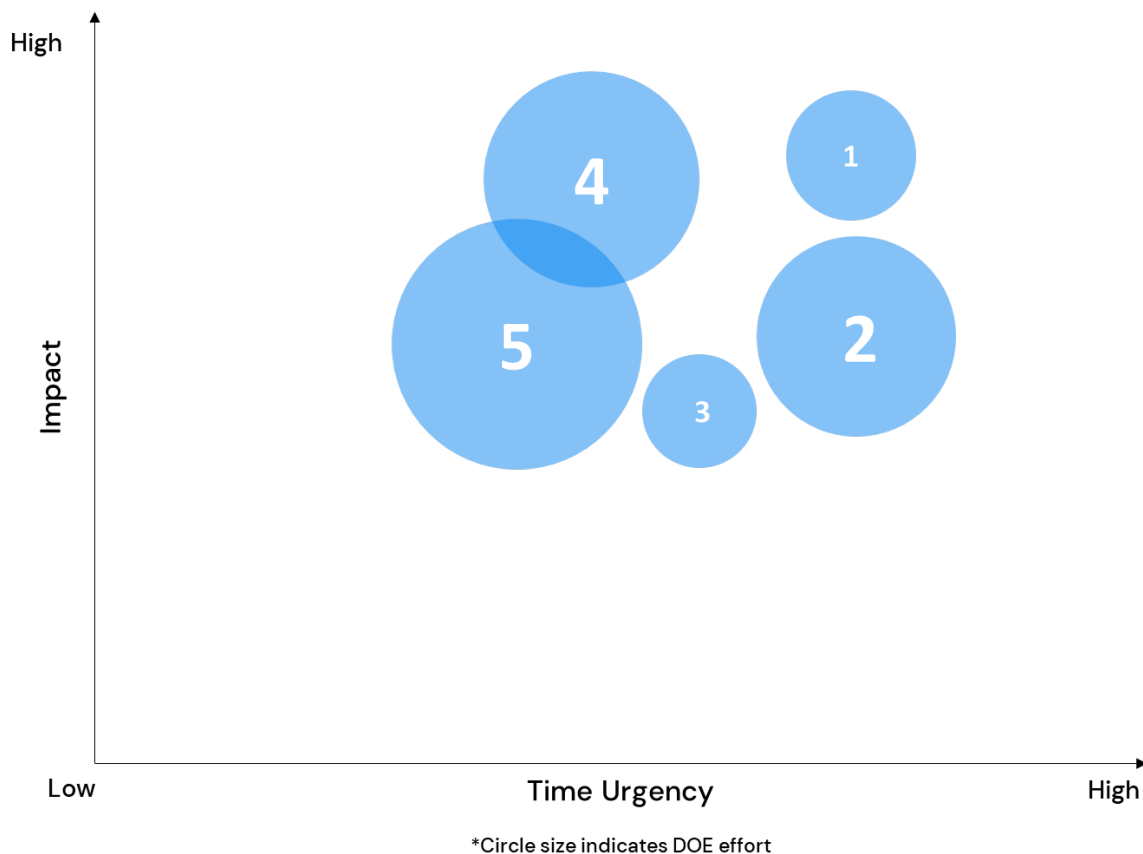 High
4
1
5
2
3
Impact
Low
Time Urgency
High
*Circle size indicates DOE effort